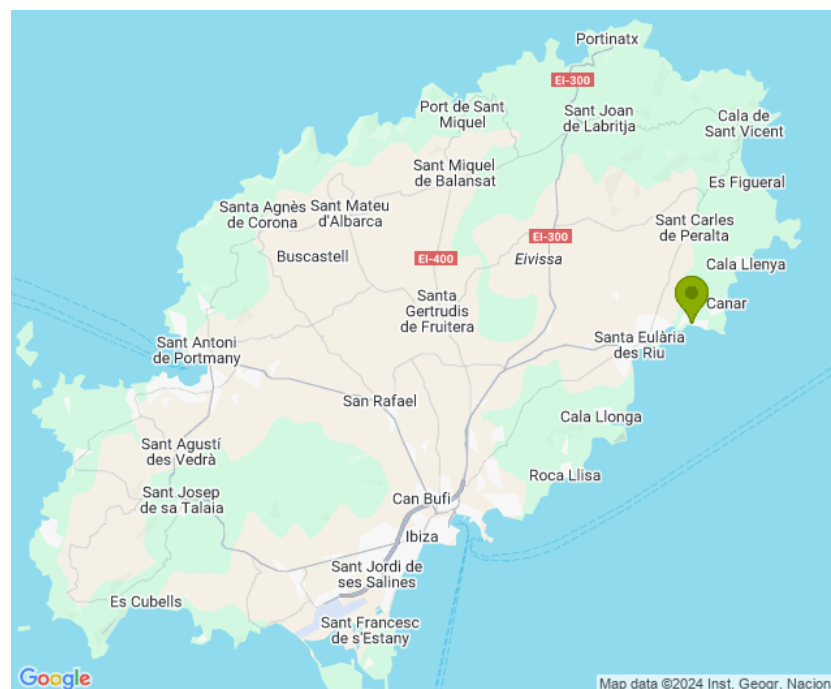 Portinatx
EI-300
Port de Sant
Miquel
Sant Joan
de Labritja
Cala de
Sant Vicent
Sant Miquel
de Balansat
Es Figueral
Santa Agnès
de Corona
Sant Mateu
d'Albarca
Sant Carles
de Peralta
EI-300
Buscastell
EI-400
Eivissa
Cala Llenya
Santa
Gertrudis
de Fruitera
Canar
Sant Antoni
de Portmany
Santa Eulària
des Riu
San Rafael
Cala Llonga
Sant Agustí
des Vedrà
Roca Llisa
Sant Josep
de sa Talaia
Can Bufi
Ibiza
Sant Jordi de
ses Salines
Es Cubells
Sant Francesc
de s'Estany
Google
Map data ©2024 Inst. Geogr. Nacion